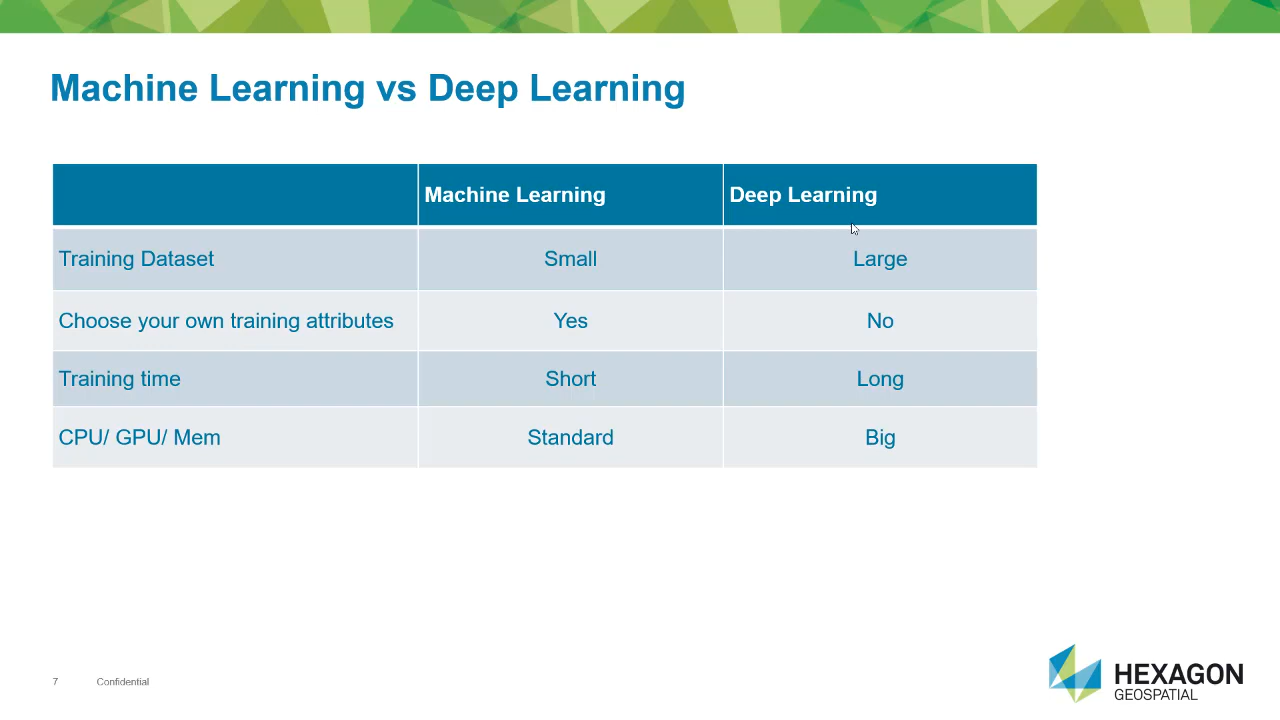 Machine Learning vs Deep Learning
Machine Learning Deep Learning
Training Dataset Small Large
Choose your own training attributes Yes No
Training time Short Long
CPU/ GPU/ Mem Standard Big
7 Confidential
HEXAGON
GEOSPATIAL